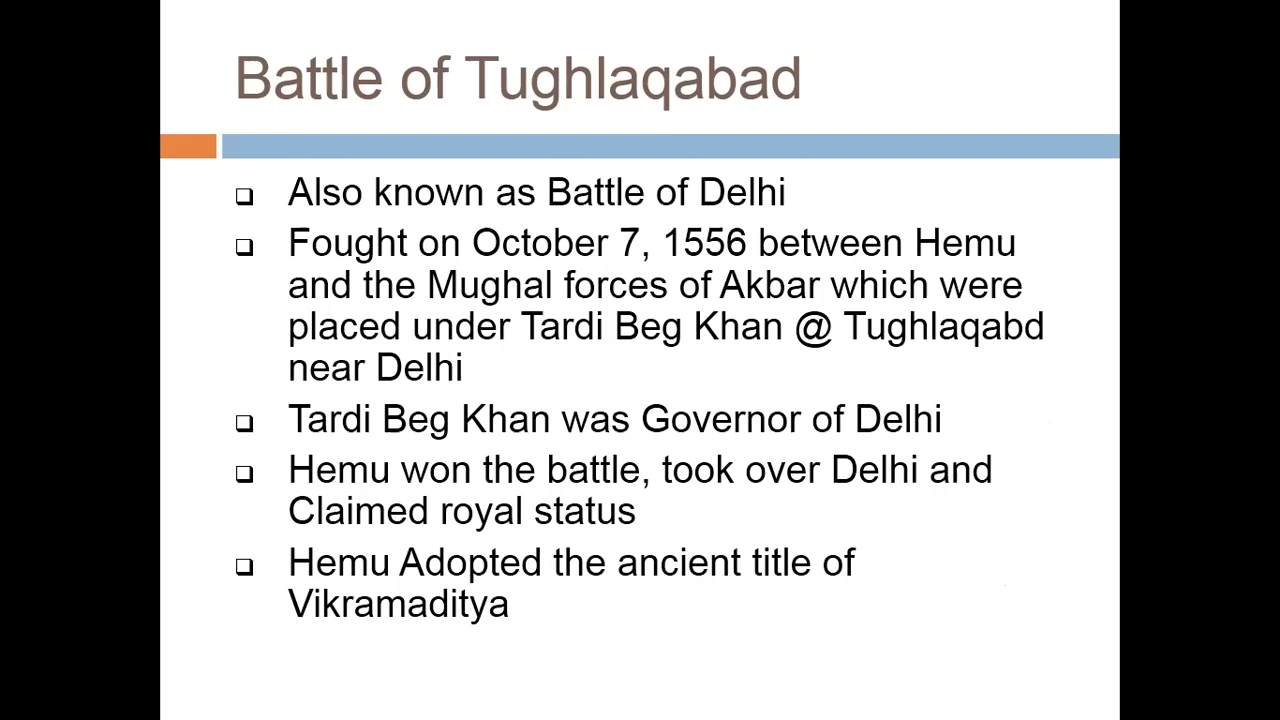 Battle of Tughlaqabad
Also known as Battle of Delhi
Fought on October 7, 1556 between Hemu
and the Mughal forces of Akbar which were
placed under Tardi Beg Khan @ Tughlaqabd
near Delhi
Tardi Beg Khan was Governor of Delhi
Hemu won the battle, took over Delhi and
Claimed royal status
Hemu Adopted the ancient title of
Vikramaditya